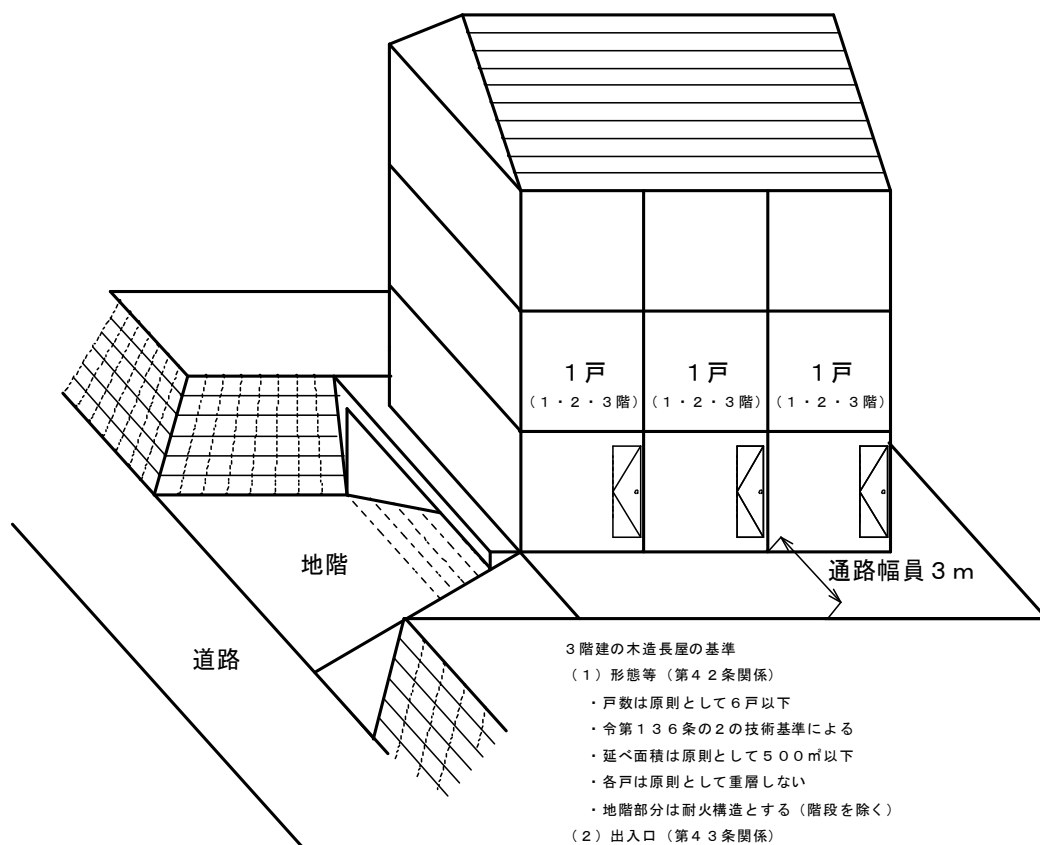 1戸
1戸
1戸
（1・2・3階）
（1・2・3階）
（1・2・3階）
地階
通路幅員3m
道路
3階建の木造長屋の基準
（1）形態等（第42条関係）
・戸数は原則として6戸以下
・令第136条の2の技術基準による
・延べ面積は原則として500㎡以下
・各戸は原則として重層しない
・地階部分は耐火構造とする（階段を除く）
（2）出入口（第43条関係）